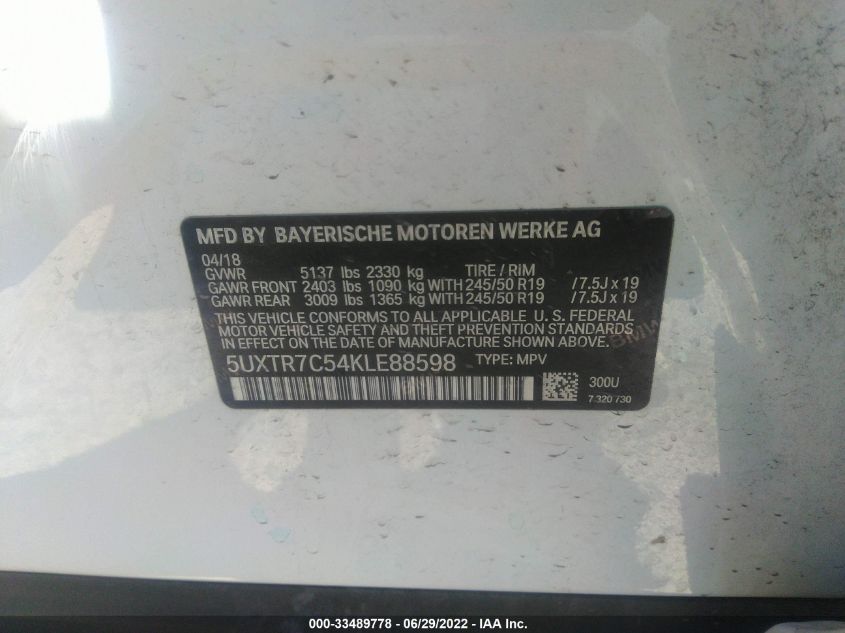 MFD BY BAYERISCHE MOTOREN WERKE AG
04/18
GVWR 5137 lbs 2330 kg TIRE / RIM
GAWR FRONT 2403 lbs 1090 kg WITH 245/50 R19 /7.5J x 19
GAWR REAR 3009 lbs 1365 kg WITH 245/50 R19 /7.5J x 19
THIS VEHICLE CONFORMS TO ALL APPLICABLE U. S. FEDERAL
MOTOR VEHICLE SAFETY AND THEFT PREVENTION STANDARDS
IN EFFECT ON THE DATE OF MANUFACTURE SHOWN ABOVE.
5UXTR7C54KLE88598 TYPE: MPV
300U
7 320 730
000-33489778 - 06/29/2022 - IAA Inc.